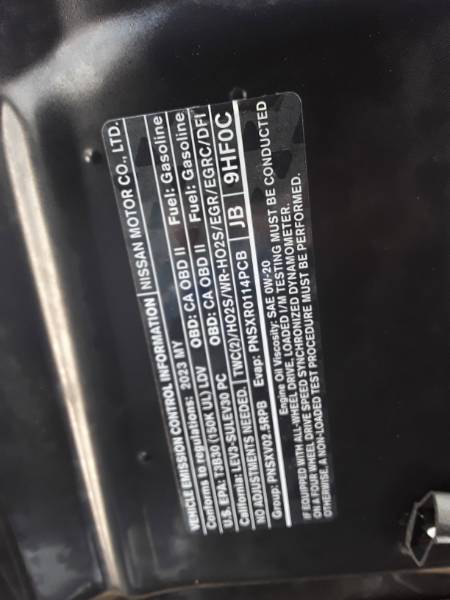 VEHICLE EMISSION CONTROL INFORMATION NISSAN MOTOR CO., LTD.
Conforms to regulations: 2023 MY Fuel: Gasoline
U.S. EPA: T3B30 (150K UL) LDV OBD: CA OBD II Fuel: Gasoline
California: LEV3-SULEV30 PC OBD: CA OBD II
NO ADJUSTMENTS NEEDED. TWC(2)/HO2S/WR-HO2S/EGR/EGRC/DFI
Group: PNSXV02.5RPB Evap: PNSXR0114PCB JB 9HF0C
Engine Oil Viscosity: SAE 0W-20
IF EQUIPPED WITH ALL-WHEEL DRIVE, LOADED I/M TESTING MUST BE CONDUCTED
ON A FOUR WHEEL DRIVE SPEED SYNCHRONIZED DYNAMOMETER.
OTHERWISE, A NON-LOADED TEST PROCEDURE MUST BE PERFORMED.